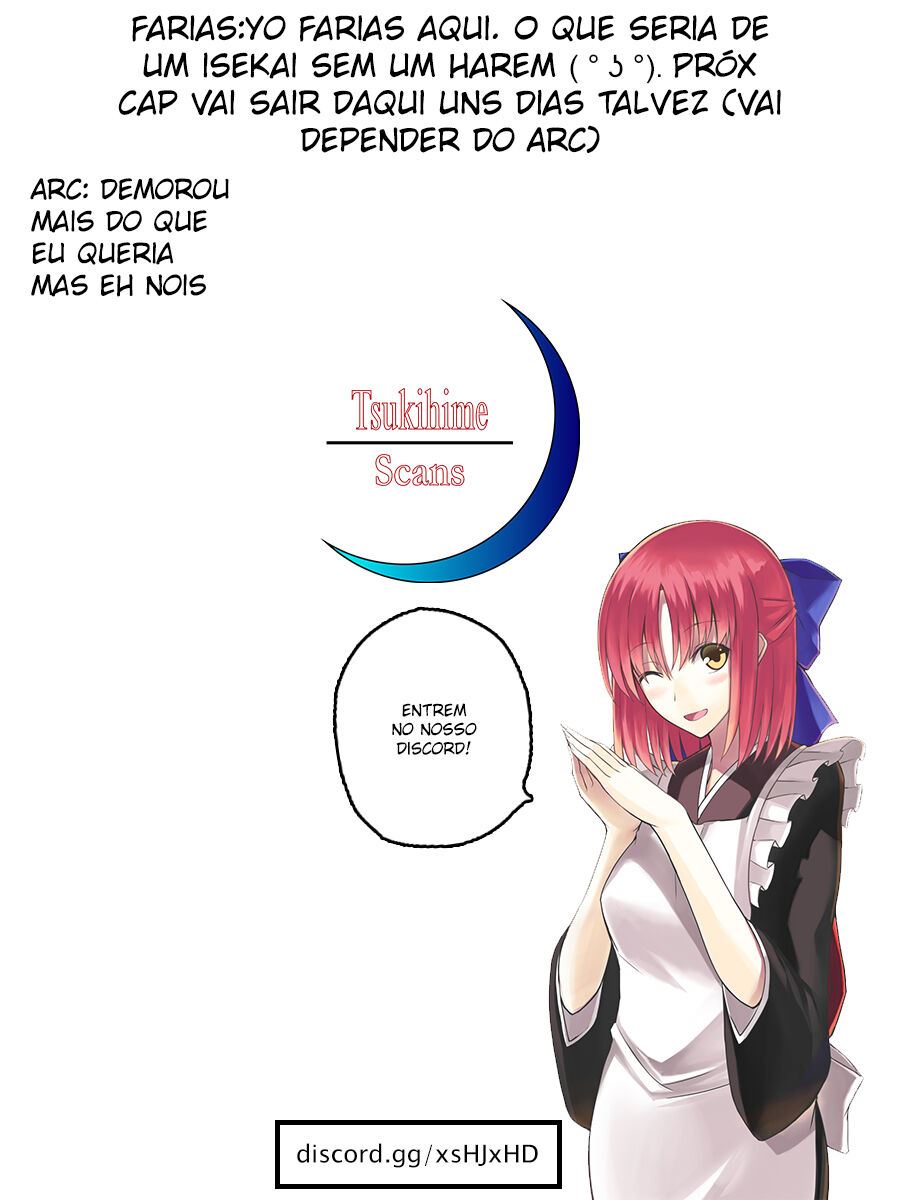 FARIAS:YO FARIAS AQUI. O QUE SERIA DE
UM ISEKAI SEM UM HAREM ( ° ʖ °). PRÓX
CAP VAI SAIR DAQUI UNS DIAS TALVEZ (VAI
DEPENDER DO ARC)
ARC: DEMOROU
MAIS DO QUE
EU QUERIA
MAS EH NOIS
Tsukihime
Scans
ENTREM
NO NOSSO
DISCORD!
discord.gg/xsHJxHD